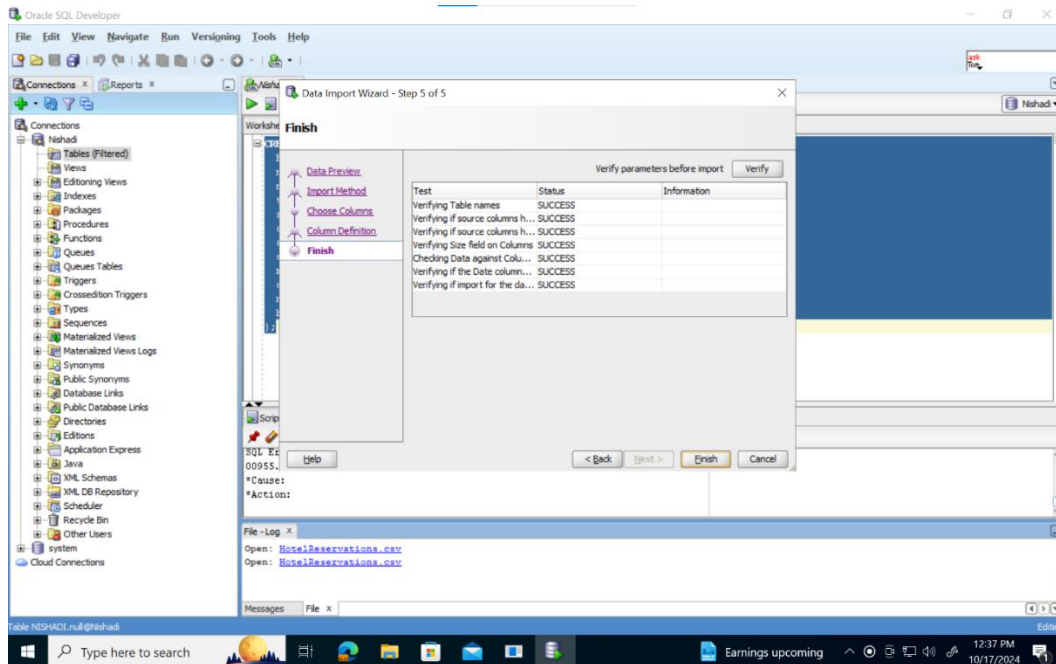 Oracle SQL Developer
File Edit View Navigate Run Versioning Tools Help
Connections
Reports
Connections
Nishadi
Tables (Filtered)
Views
Editioning Views
Indexes
Packages
Procedures
Functions
Queues
Queues Tables
Triggers
Crossedition Triggers
Types
Sequences
Materialized Views
Materialized Views Logs
Synonyms
Public Synonyms
Database Links
Public Database Links
Directories
Editions
Application Express
Java
XML Schemas
XML DB Repository
Scheduler
Recycle Bin
Other Users
system
Cloud Connections
Nishadi
Data Import Wizard - Step 5 of 5
Finish
Data Preview
Import Method
Choose Columns
Column Definition
Finish
Verify parameters before import Verify
Test Status Information
Verifying Table names SUCCESS
Verifying if source columns h... SUCCESS
Verifying if source columns h... SUCCESS
Verifying Size field on Columns SUCCESS
Checking Data against Colu... SUCCESS
Verifying if the Date column... SUCCESS
Verifying if import for the da... SUCCESS
Help < Back Next > Finish Cancel
);
00955.
*Cause:
*Action:
File - Log
Open: HotelReservations.csv
Open: HotelReservations.csv
Messages File
Table NISHADI.null@Nishadi
Type here to search
Earnings upcoming
12:37 PM
10/17/2024